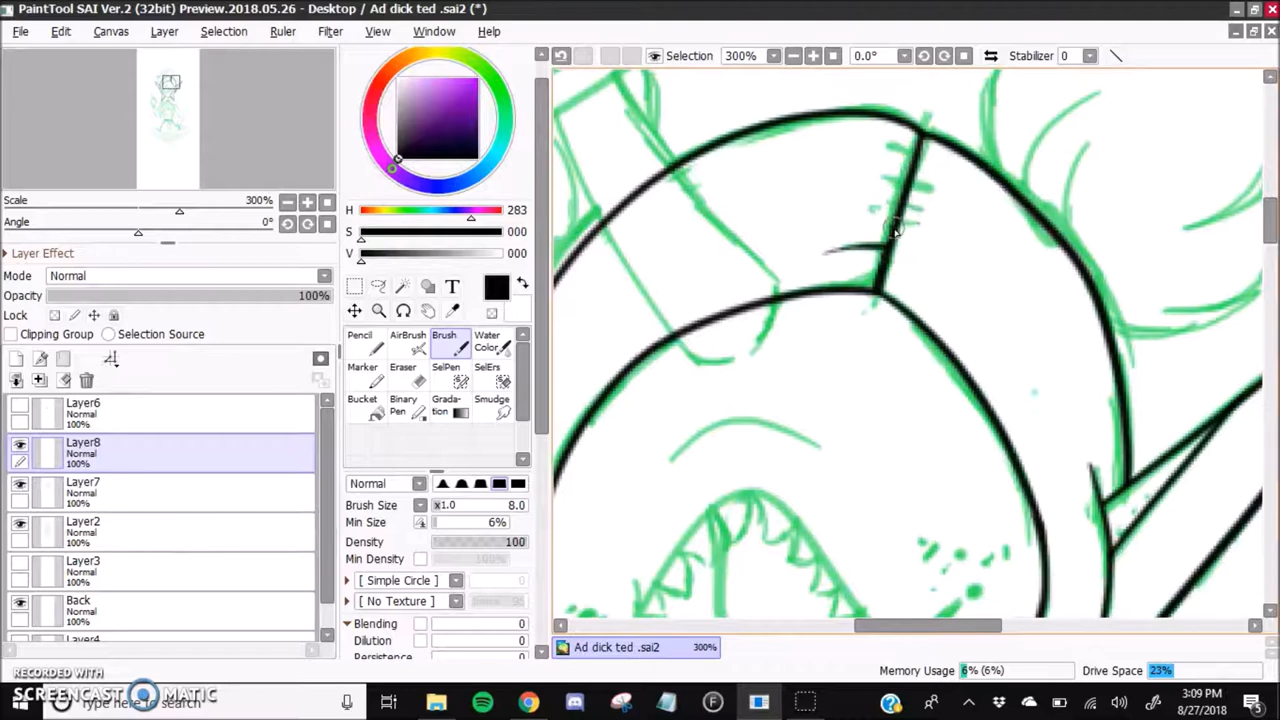 PaintTool SAI Ver.2 (32bit) Preview.2018.05.26 - Desktop / Ad dick ted .sai2 (*)
File Edit Canvas Layer Selection Ruler Filter View Window Help
Selection 300% 0.0° Stabilizer 0
Scale 300%
Angle 0°
Layer Effect
Mode Normal
Opacity 100%
Lock
Clipping Group Selection Source
Layer6
Normal
100%
Layer8
Normal
100%
Layer7
Normal
100%
Layer2
Normal
100%
Layer3
Normal
100%
Back
Normal
100%
Layer4
H 283
S 000
V 000
T
Pencil AirBrush Brush Water Color
Marker Eraser SelPen SelErs
Bucket Binary Pen Grada-tion Smudge
Normal
Brush Size x1.0 8.0
Min Size 6%
Density 100
Min Density 100%
[ Simple Circle ]
[ No Texture ]
Blending 0
Dilution 0
Persistence
Ad dick ted .sai2 300%
Memory Usage 6% (6%) Drive Space 23%
RECORDED WITH
SCREENCAST MATIC
Type here to search
3:09 PM
8/27/2018
5